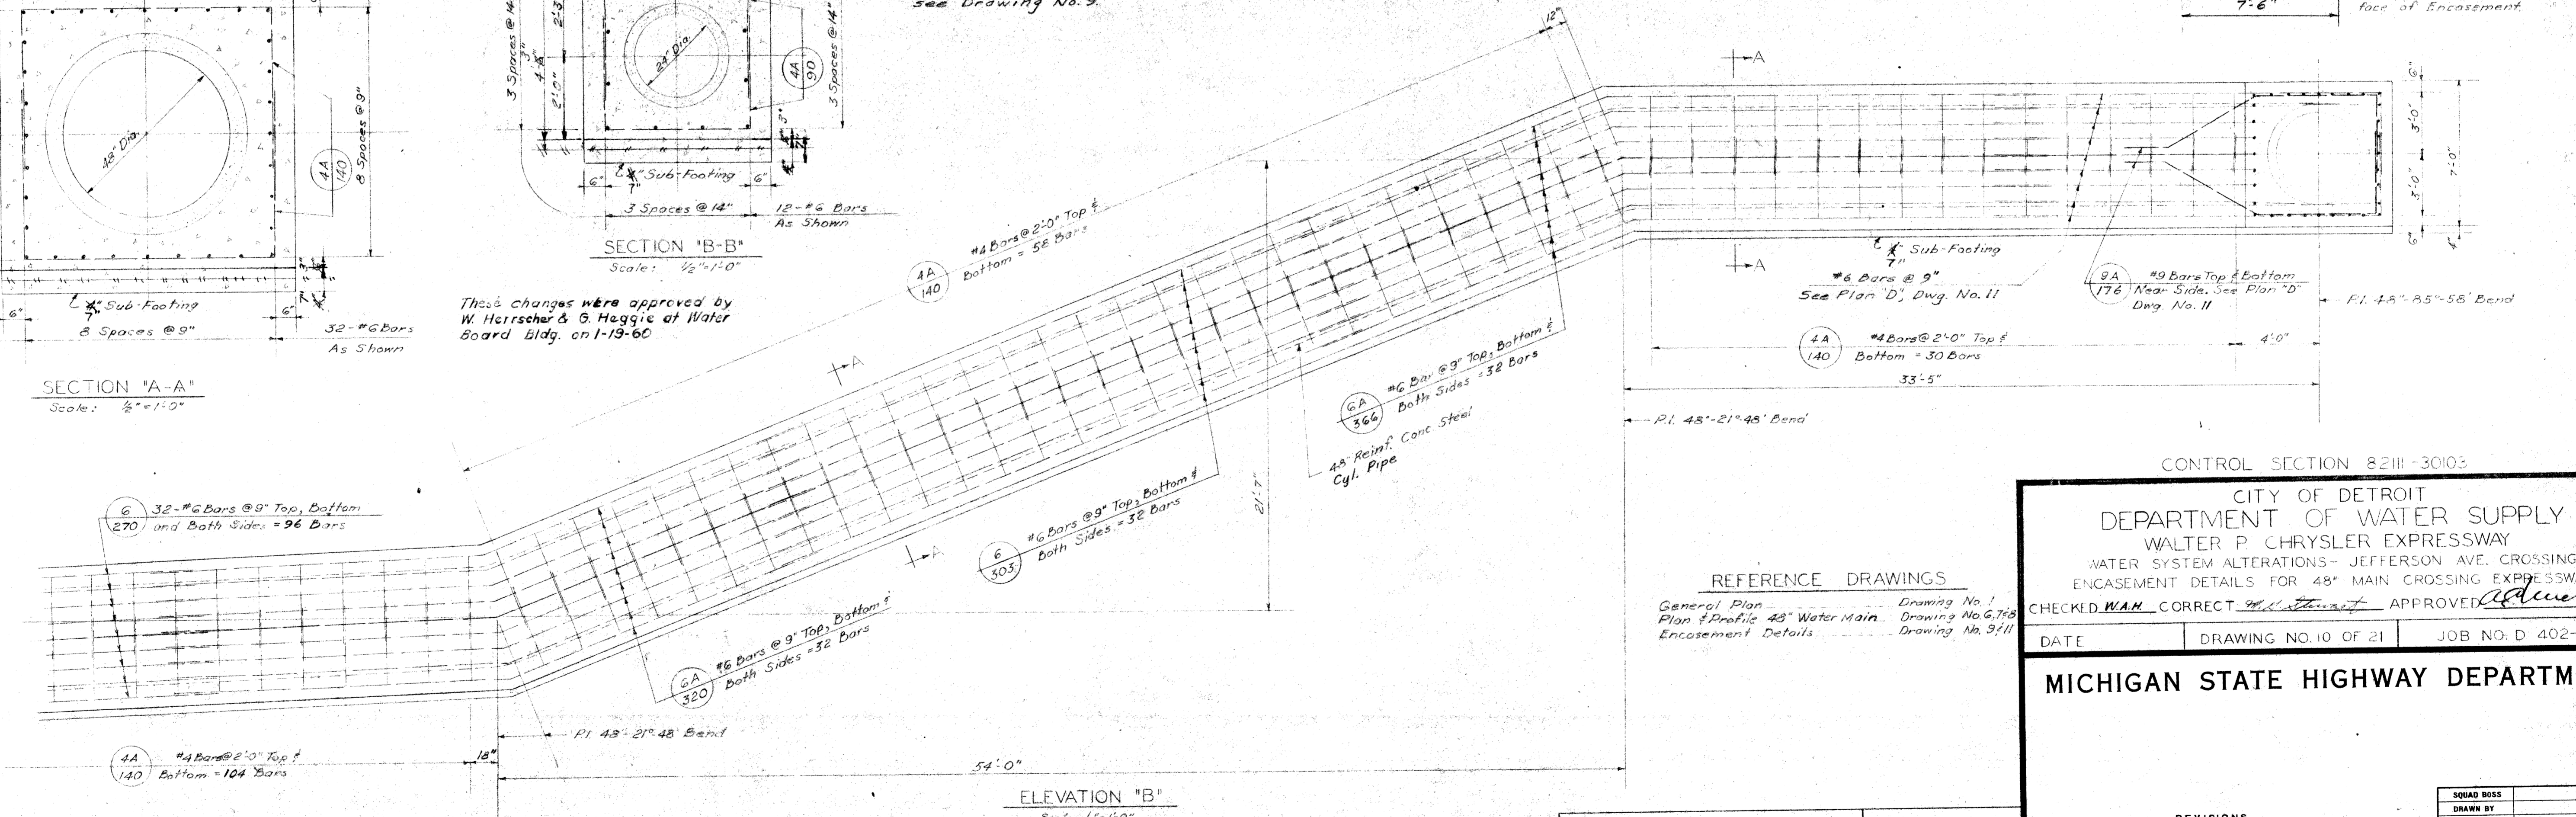 see Drawing No. 9.
7'-6"
face of Encasement
48" Dia.
4A
140
8 Spaces @ 9"
6"
7"
Sub-Footing
6"
8 Spaces @ 9"
32-#6 Bars
As Shown
SECTION "A-A"
Scale: ½"=1'-0"
3 Spaces @ 14"
2'-0"
24" Dia.
4A
90
3 Spaces @ 14"
6"
7"
Sub-Footing
6"
3 Spaces @ 14"
12-#6 Bars
As Shown
SECTION "B-B"
Scale: ½"=1'-0"
These changes were approved by
W. Herrscher & G. Heggie at Water
Board Bldg. on 1-19-60
12"
4A
140
#4 Bars @ 2'-0" Top &
Bottom = 58 Bars
A
A
A
A
6
270
32-#6 Bars @ 9" Top, Bottom
and Both Sides = 96 Bars
6A
320
#6 Bars @ 9" Top, Bottom &
Both Sides = 32 Bars
6
303
#6 Bars @ 9" Top, Bottom &
Both Sides = 32 Bars
6A
366
#6 Bar @ 9" Top, Bottom &
Both Sides = 32 Bars
48" Reinf. Conc. Steel
Cyl. Pipe
21'-7"
P.I. 48"-21°-48' Bend
18"
4A
140
#4 Bars @ 2'-0" Top &
Bottom = 104 Bars
P.I. 48"-21°-48' Bend
54'-0"
ELEVATION "B"
7"
Sub-Footing
#6 Bars @ 9"
See Plan "D", Dwg. No. 11
9A
176
#9 Bars Top & Bottom
Near Side. See Plan "D"
Dwg. No. 11
P.I. 48"-85°-58' Bend
4A
140
#4 Bars @ 2'-0" Top &
Bottom = 30 Bars
4'-0"
33'-5"
6"
3'-0"
3'-0"
6"
7'-0"
REFERENCE DRAWINGS
General Plan Drawing No. 1
Plan & Profile 48" Water Main Drawing No. 6,7&8
Encasement Details Drawing No. 9&11
CONTROL SECTION 82111-30103
CITY OF DETROIT
DEPARTMENT OF WATER SUPPLY
WALTER P. CHRYSLER EXPRESSWAY
WATER SYSTEM ALTERATIONS- JEFFERSON AVE. CROSSING
ENCASEMENT DETAILS FOR 48" MAIN CROSSING EXPRESSW
CHECKED W.A.H. CORRECT APPROVED
DATE DRAWING NO. 10 OF 21 JOB NO. D 402-
MICHIGAN STATE HIGHWAY DEPARTM
SQUAD BOSS
DRAWN BY
REVISIONS